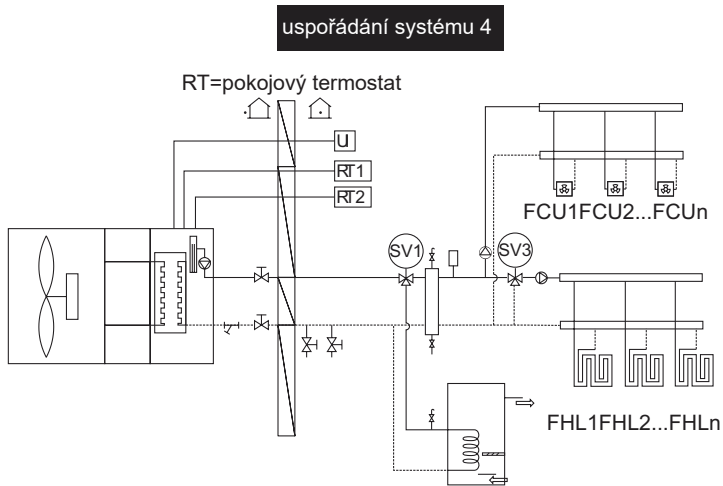 uspořádání systému 4
RT=pokojový termostat
U
RT1
RT2
SV1
SV3
FCU1FCU2...FCUn
FHL1FHL2...FHLn